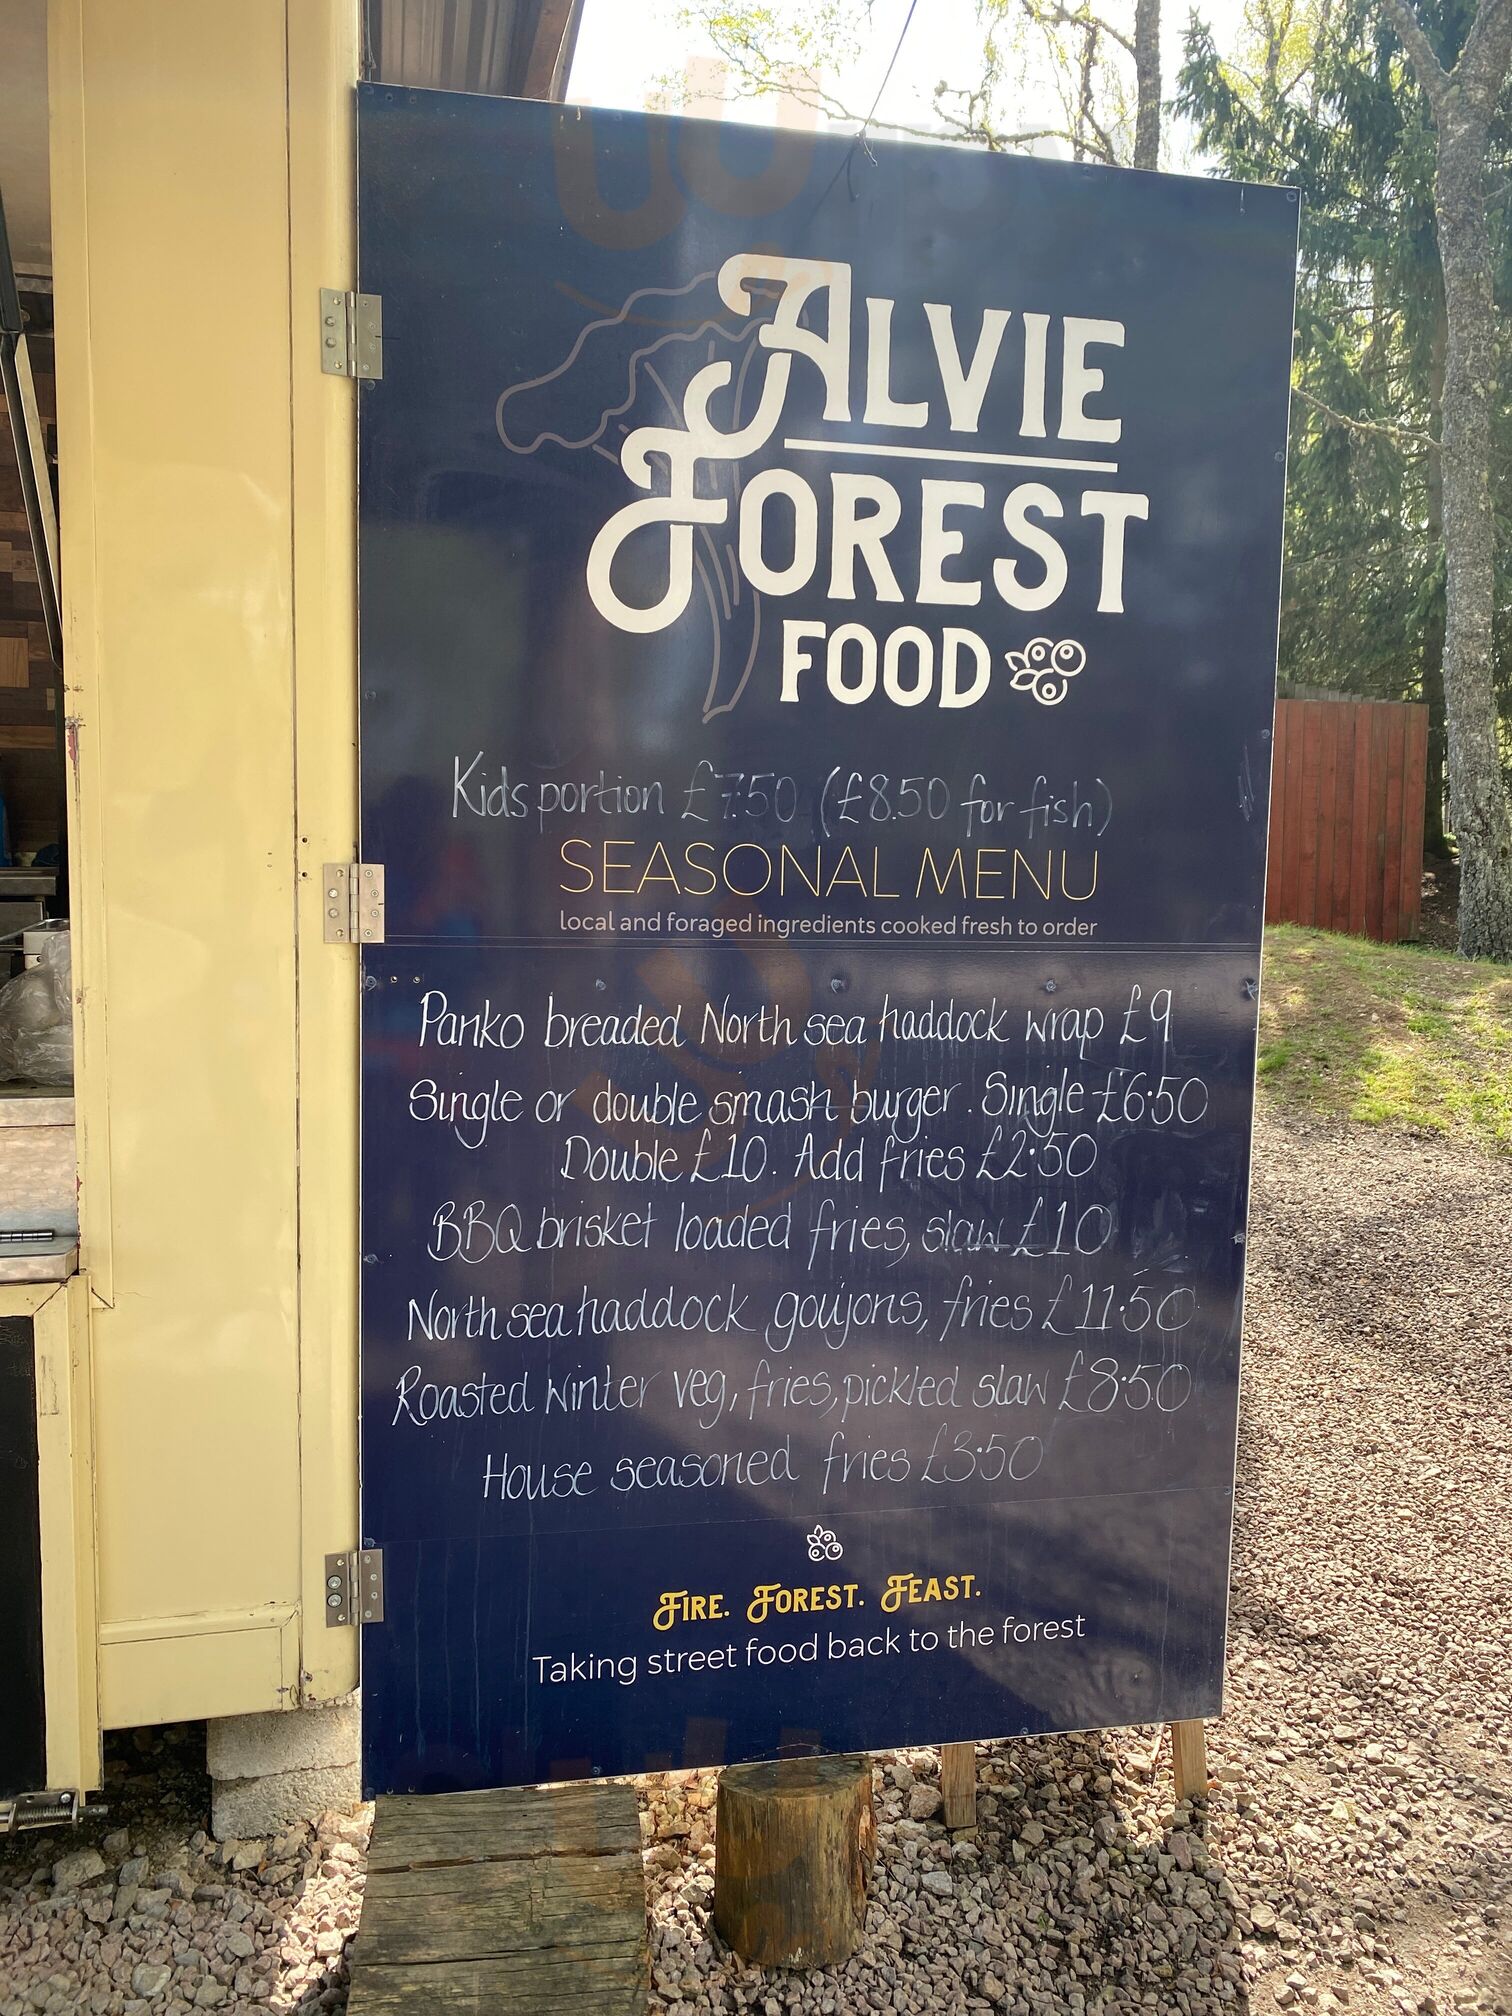 ALVIE
FOREST
FOOD
Kids portion £7.50 (£8.50 for fish)
SEASONAL MENU
local and foraged ingredients cooked fresh to order
Panko breaded North sea haddock wrap £9
Single or double smash burger. Single £6.50
Double £10. Add fries £2.50
BBQ brisket loaded fries, slaw £10
North sea haddock goujons, fries £11.50
Roasted winter veg, fries, pickled slaw £8.50
House seasoned fries £3.50
FIRE. FOREST. FEAST.
Taking street food back to the forest